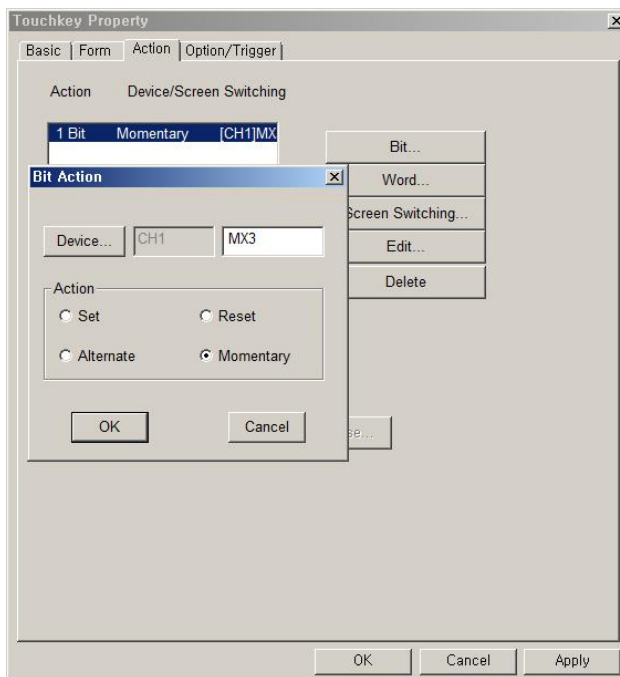 Touchkey Property
Basic Form Action Option/Trigger
Action Device/Screen Switching
1 Bit Momentary [CH1]MX
Bit...
Bit Action
Word...
Screen Switching...
Device... CH1 MX3
Edit...
Delete
Action
Set Reset
Alternate Momentary
OK Cancel
se...
OK Cancel Apply